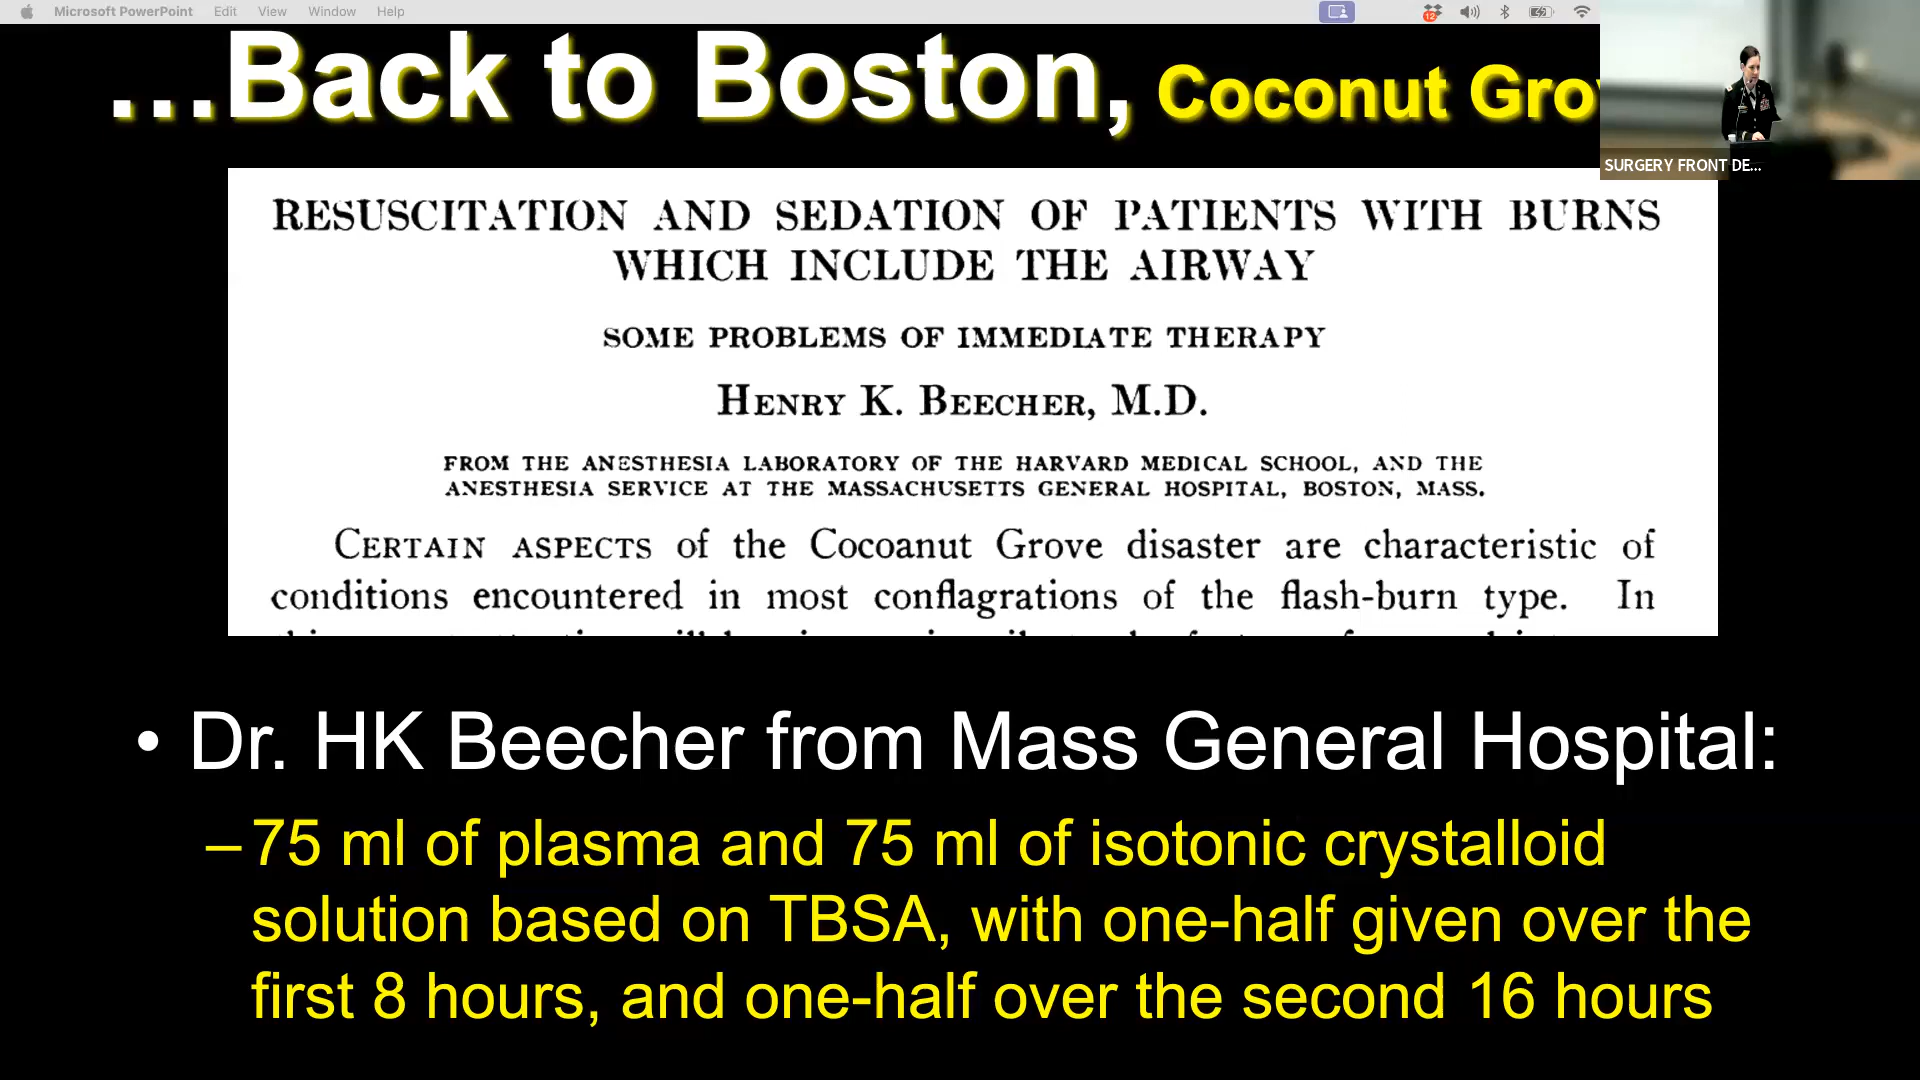 Microsoft PowerPoint Edit View Window Help
12
...Back to Boston, Coconut
SURGERY FRONT DE...
RESUSCITATION AND SEDATION OF PATIENTS WITH BURNS
WHICH INCLUDE THE AIRWAY
SOME PROBLEMS OF IMMEDIATE THERAPY
HENRY K. BEECHER, M.D.
FROM THE ANESTHESIA LABORATORY OF THE HARVARD MEDICAL SCHOOL, AND THE
ANESTHESIA SERVICE AT THE MASSACHUSETTS GENERAL HOSPITAL, BOSTON, MASS.
CERTAIN ASPECTS of the Cocoanut Grove disaster are characteristic of
conditions encountered in most conflagrations of the flash-burn type. In
• Dr. HK Beecher from Mass General Hospital:
– 75 ml of plasma and 75 ml of isotonic crystalloid
solution based on TBSA, with one-half given over the
first 8 hours, and one-half over the second 16 hours